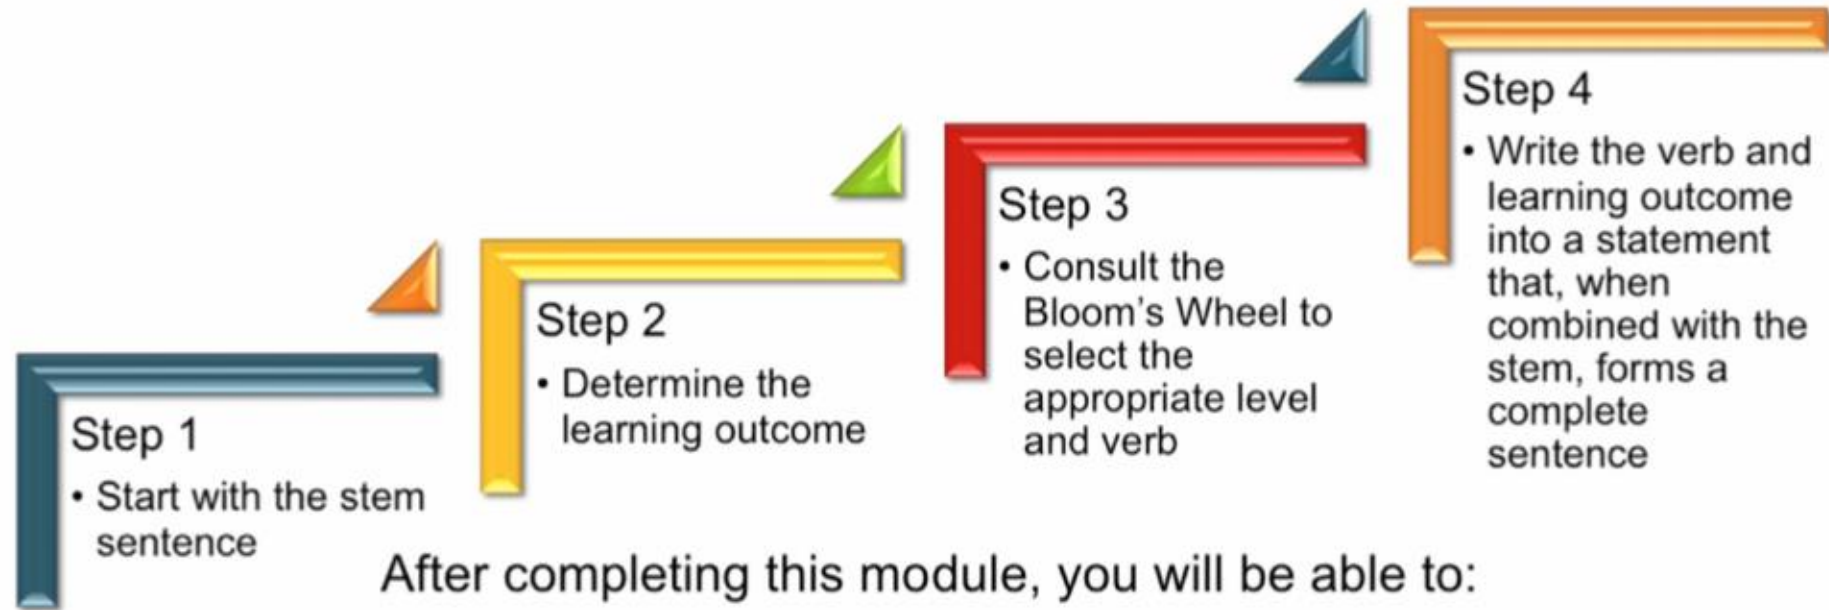 Step 1
• Start with the stem
sentence
Step 2
• Determine the
learning outcome
Step 3
• Consult the
Bloom's Wheel to
select the
appropriate level
and verb
Step 4
• Write the verb and
learning outcome
into a statement
that, when
combined with the
stem, forms a
complete
sentence
After completing this module, you will be able to: